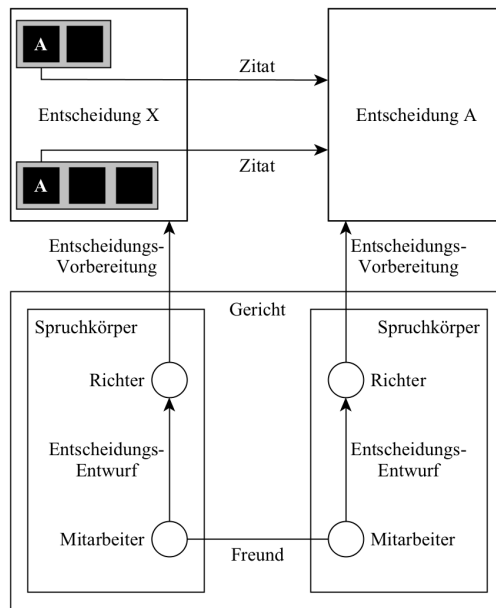 A
Zitat
Entscheidung X
Entscheidung A
A
Zitat
Entscheidungs-
Vorbereitung
Entscheidungs-
Vorbereitung
Gericht
Spruchkörper
Spruchkörper
Richter
Richter
Entscheidungs-
Entwurf
Entscheidungs-
Entwurf
Mitarbeiter
Freund
Mitarbeiter